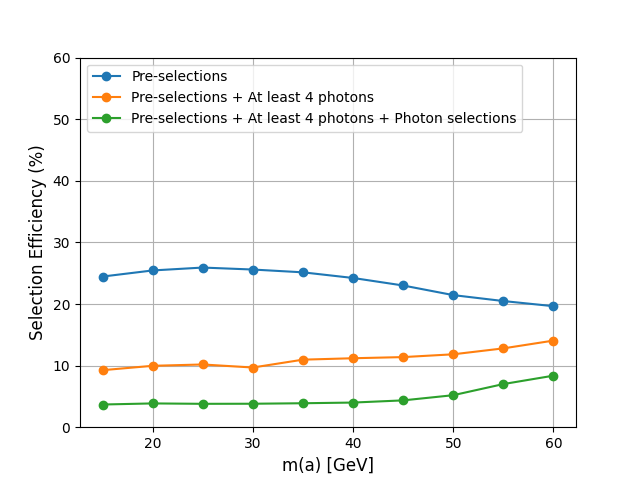 60
50
40
30
20
10
0
Selection Efficiency (%)
Pre-selections
Pre-selections + At least 4 photons
Pre-selections + At least 4 photons + Photon selections
20 30 40 50 60
m(a) [GeV]